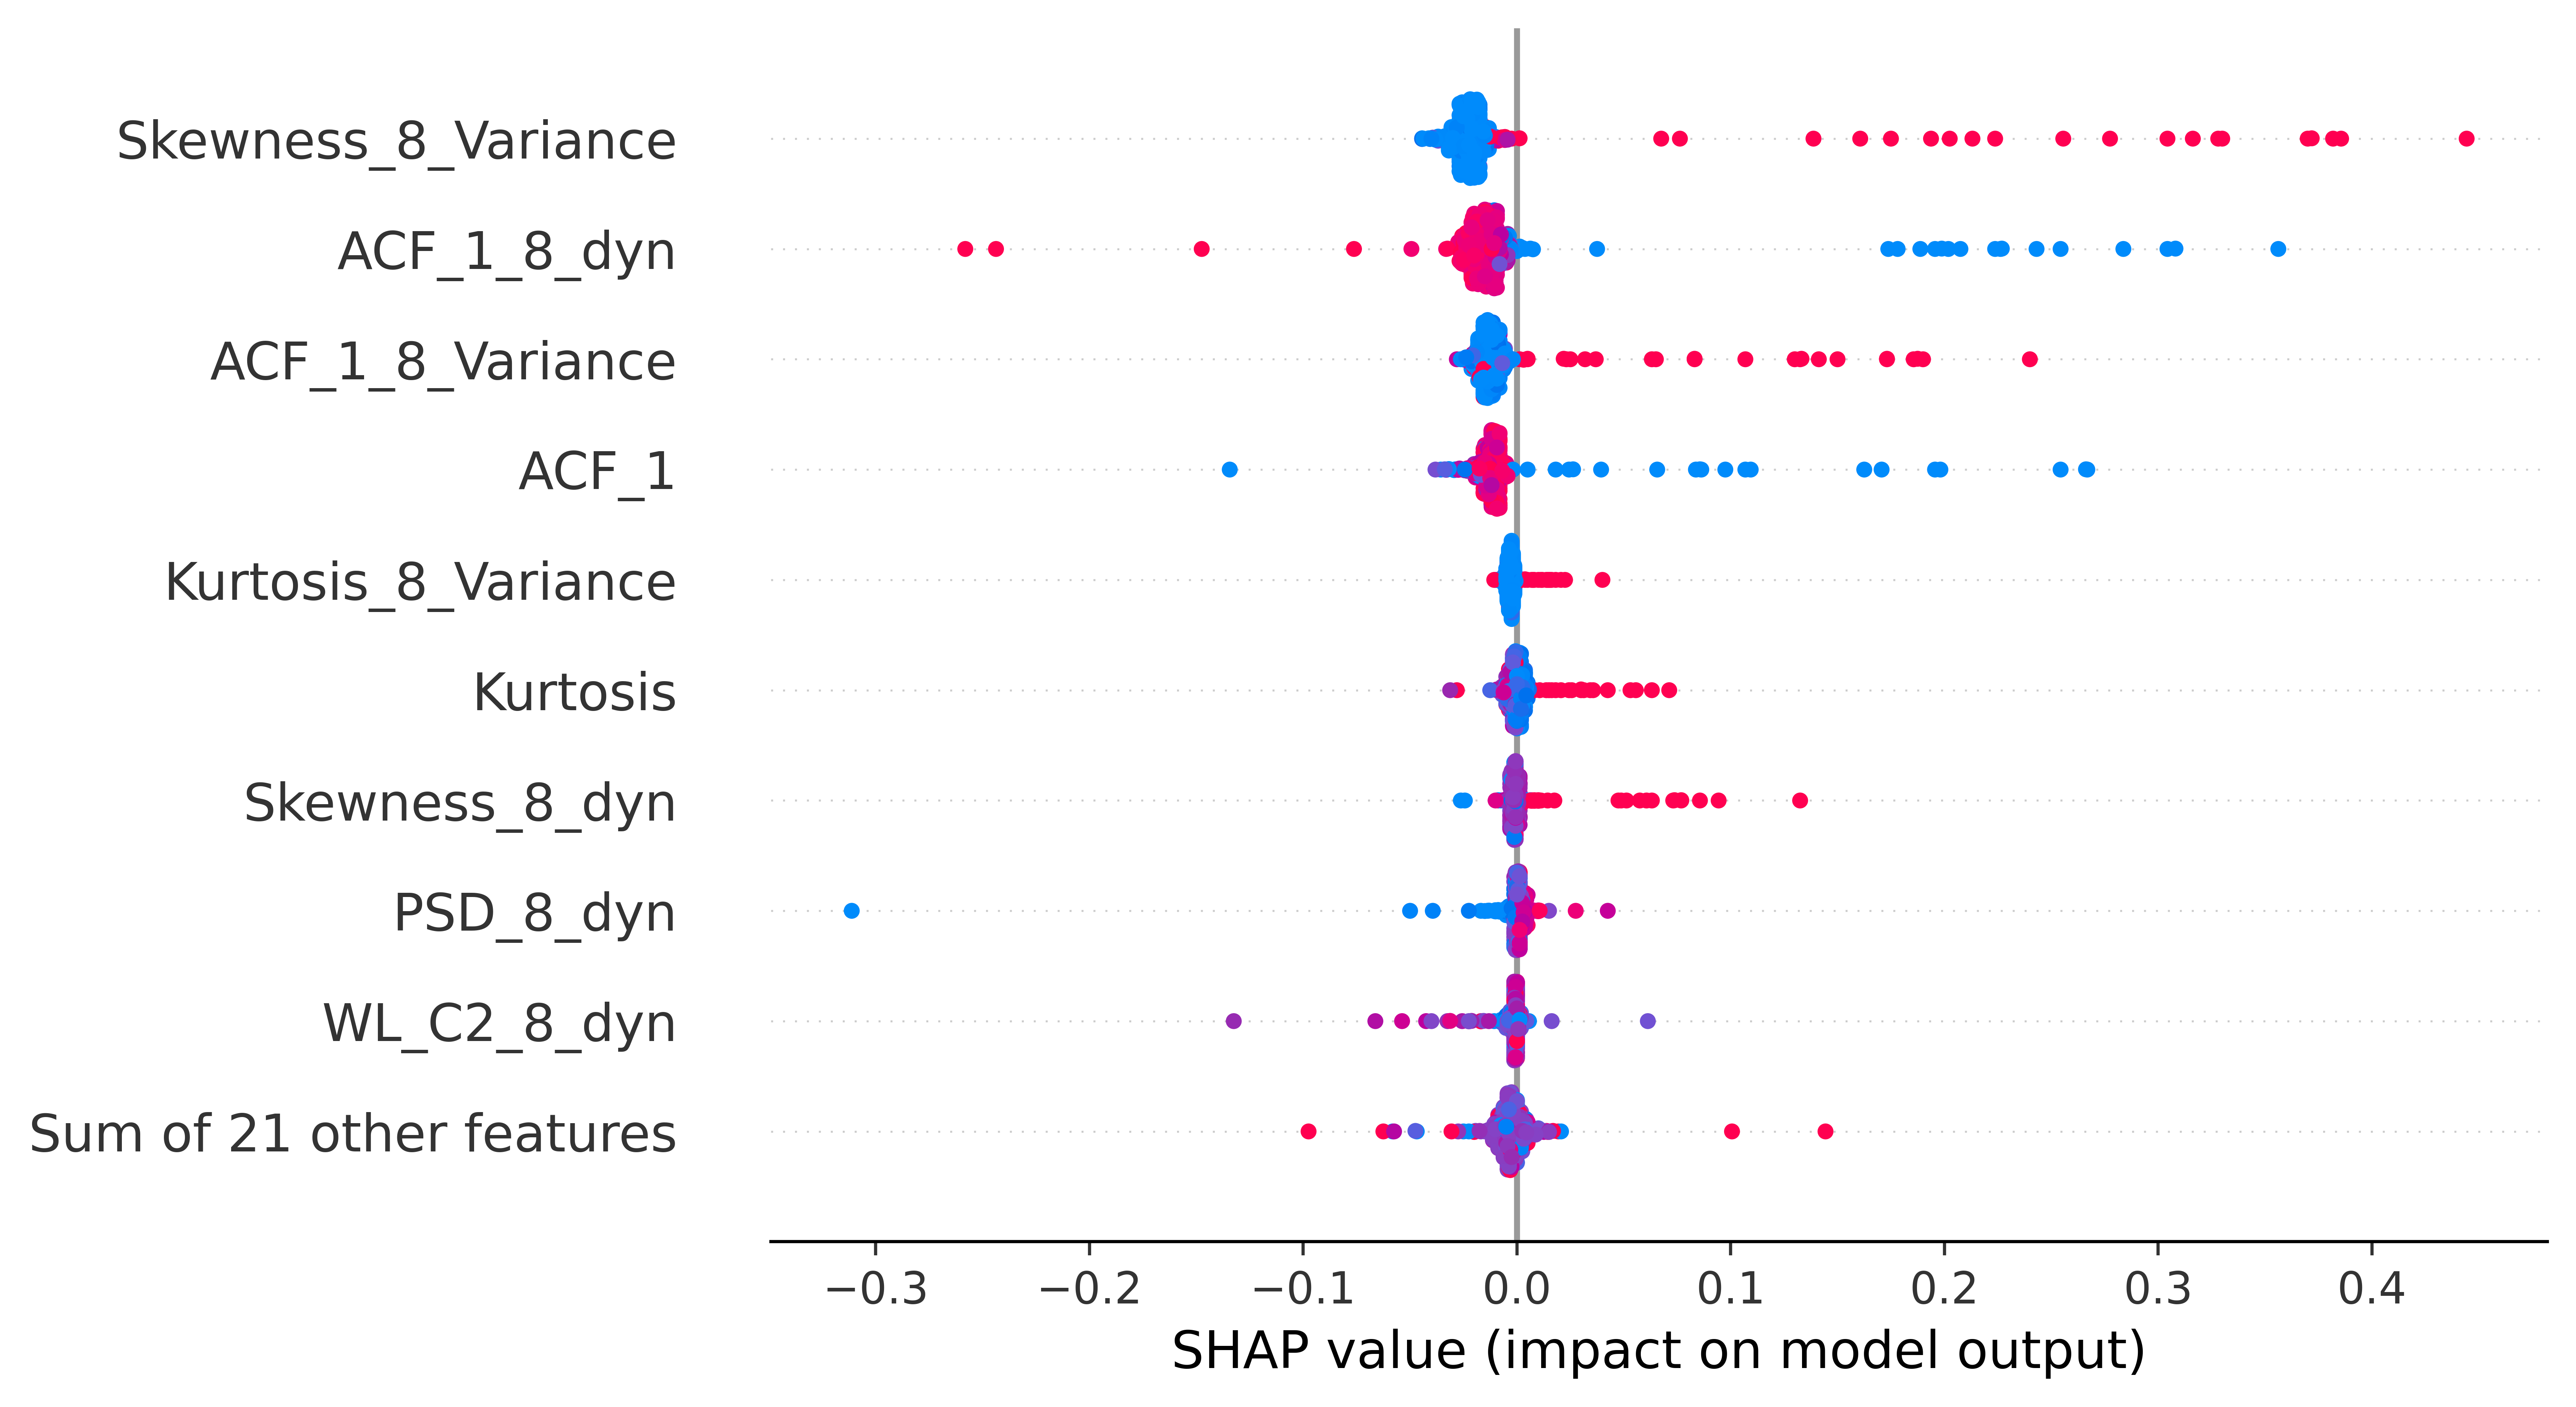 Skewness_8_Variance
ACF_1_8_dyn
ACF_1_8_Variance
ACF_1
Kurtosis_8_Variance
Kurtosis
Skewness_8_dyn
PSD_8_dyn
WL_C2_8_dyn
Sum of 21 other features
−0.3 −0.2 −0.1 0.0 0.1 0.2 0.3 0.4
SHAP value (impact on model output)